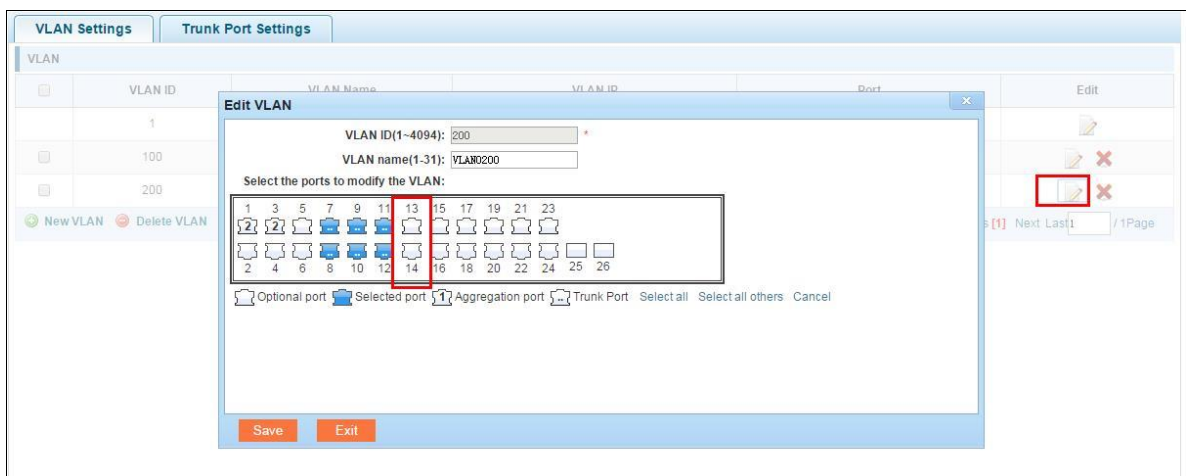 VLAN Settings Trunk Port Settings
VLAN
VLAN ID VLAN Name VLAN IP Port Edit
Edit VLAN
1
VLAN ID(1~4094): 200 *
100
VLAN name(1-31): VLAN0200
200
Select the ports to modify the VLAN:
1 3 5 7 9 11 13 15 17 19 21 23
2 2 .. .. ..
.. .. ..
2 4 6 8 10 12 14 16 18 20 22 24 25 26
New VLAN Delete VLAN
s [1] Next Last 1 / 1Page
Optional port Selected port 1 Aggregation port .. Trunk Port Select all Select all others Cancel
Save Exit